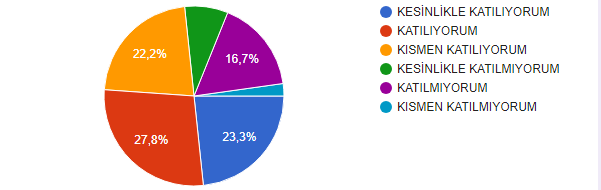 KESİNLİKLE KATILIYORUM
KATILIYORUM
KISMEN KATILIYORUM
KESİNLİKLE KATILMIYORUM
KATILMIYORUM
KISMEN KATILMIYORUM
22,2%
16,7%
27,8%
23,3%